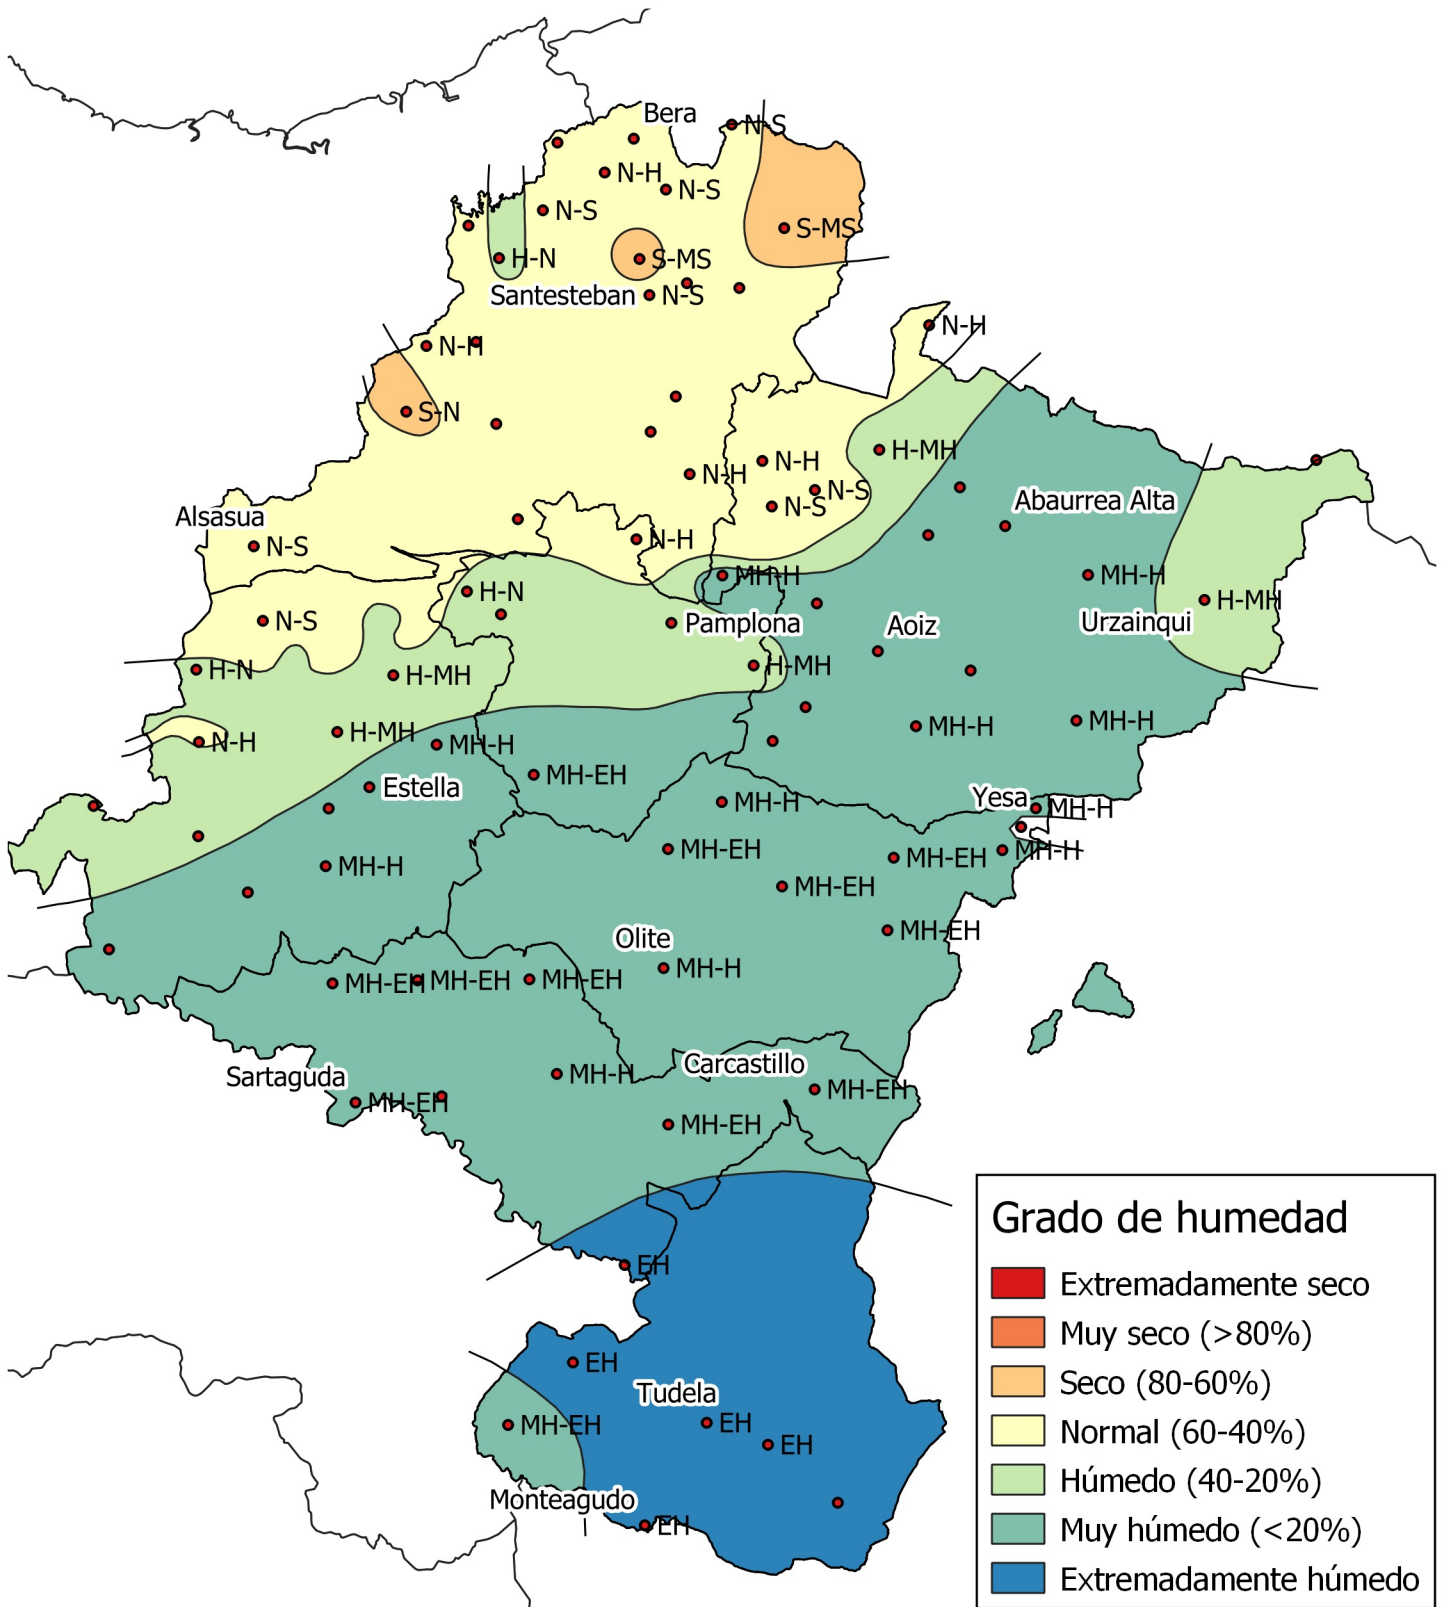 Bera
N-S
N-H
N-S
N-S
S-MS
H-N
S-MS
Santesteban
N-S
N-H
N-H
S-N
H-MH
N-H
N-H
N-S
N-S
Abaurrea Alta
Alsasua
N-S
N-H
MH-H
MH-H
H-N
H-MH
N-S
Pamplona
Aoiz
Urzainqui
H-N
H-MH
H-MH
MH-H
MH-H
H-MH
N-H
MH-H
MH-EH
Estella
Yesa
MH-H
MH-H
MH-EH
MH-EH
MH-H
MH-H
MH-EH
MH-EH
Olite
MH-H
MH-EH
MH-EH
MH-EH
Carcastillo
Sartaguda
MH-H
MH-EH
MH-EH
MH-EH
EH
EH
Tudela
MH-EH
EH
EH
Monteagudo
EH
Grado de humedad
Extremadamente seco
Muy seco (>80%)
Seco (80-60%)
Normal (60-40%)
Húmedo (40-20%)
Muy húmedo (<20%)
Extremadamente húmedo